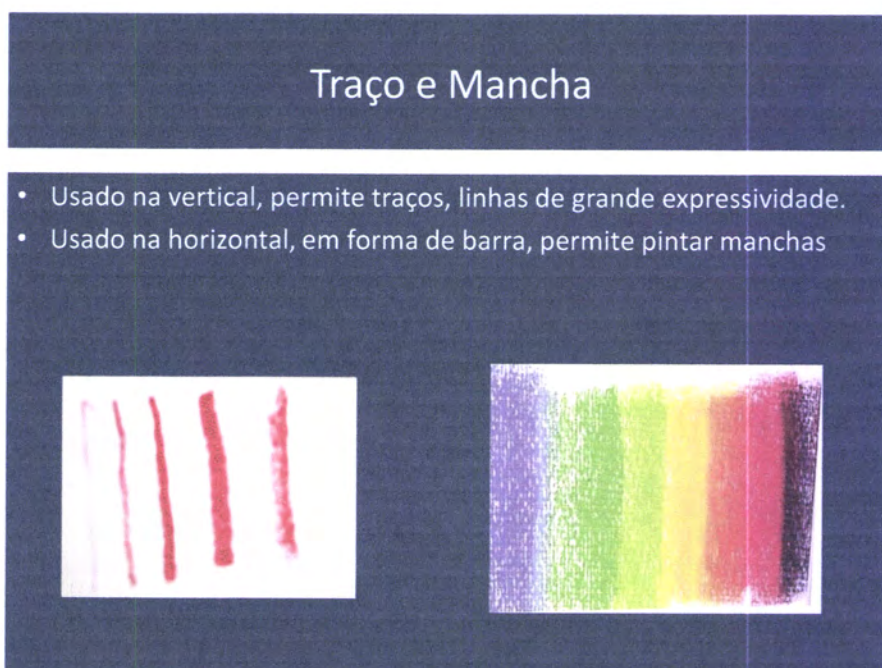 Traço e Mancha
• Usado na vertical, permite traços, linhas de grande expressividade.
• Usado na horizontal, em forma de barra, permite pintar manchas